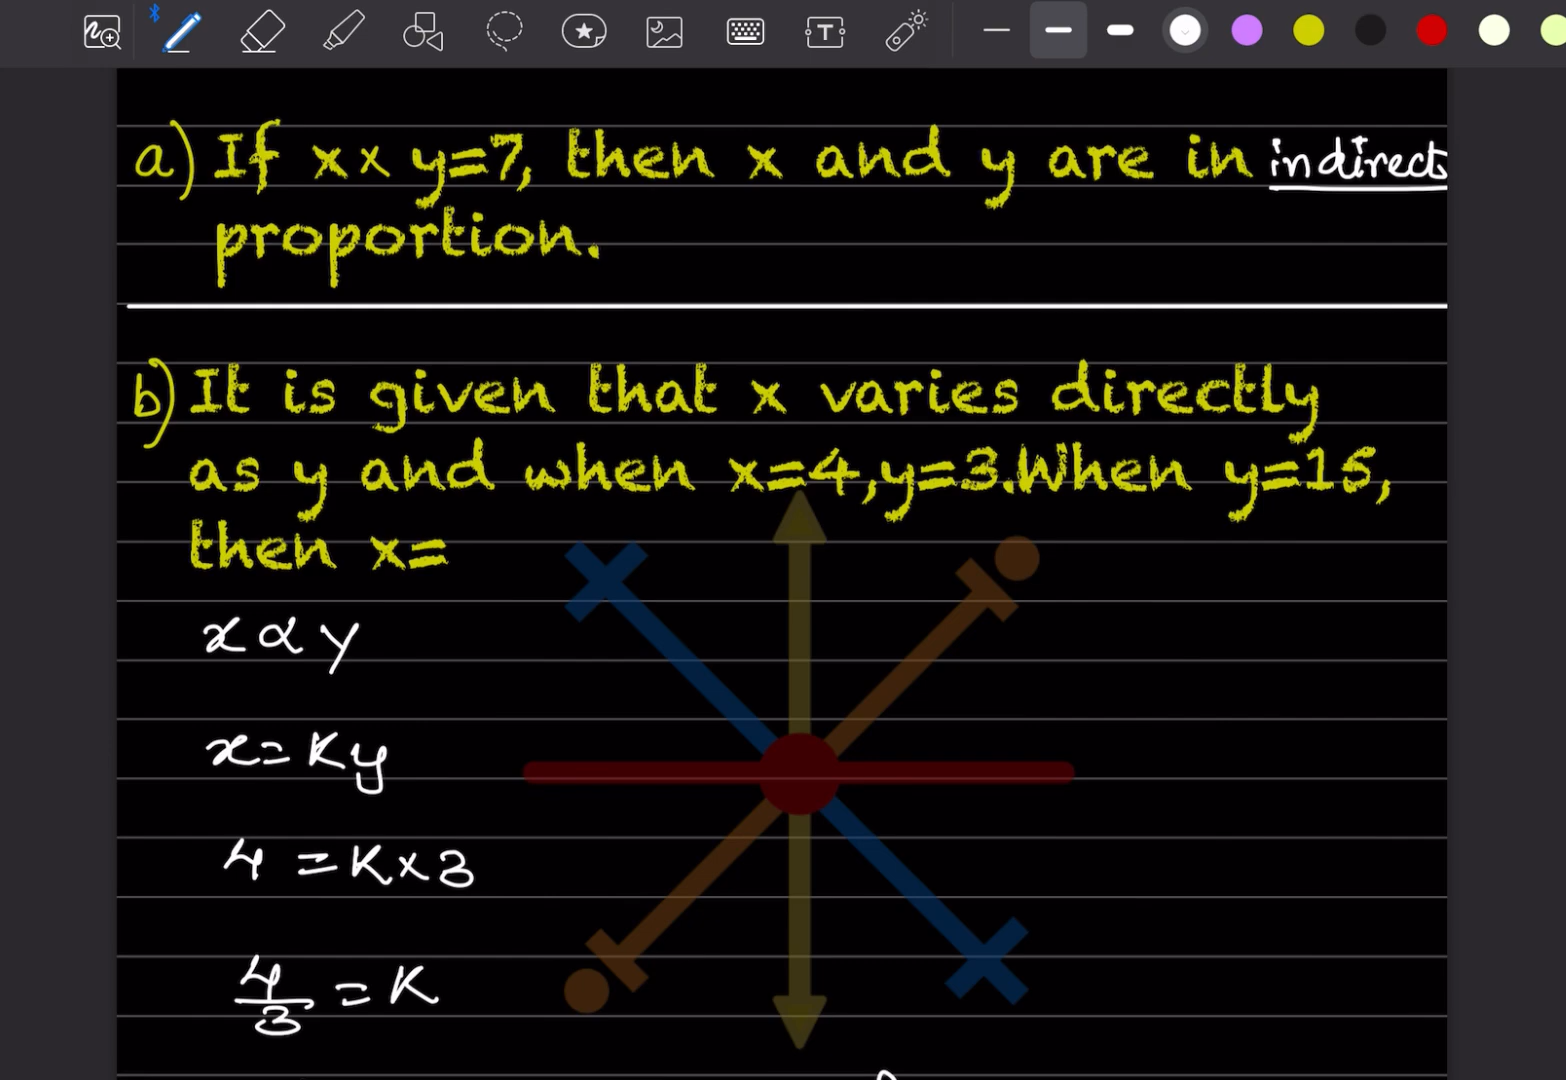 a) If x x y=7, then x and y are in indirect
proportion.
b) It is given that x varies directly
as y and when x=4,y=3.When y=15,
then x=
x α y
x=Ky
4 =K×3
4/3 = K